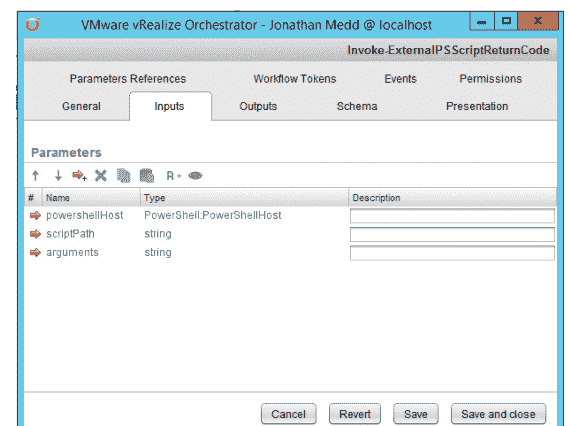 VMware vRealize Orchestrator - Jonathan Medd @ localhost
Invoke-ExternalPSScriptReturnCode
Parameters References Workflow Tokens Events Permissions
General Inputs Outputs Schema Presentation
Parameters
# Name Type Description
powershellHost PowerShell:PowerShellHost
scriptPath string
arguments string
Cancel Revert Save Save and close